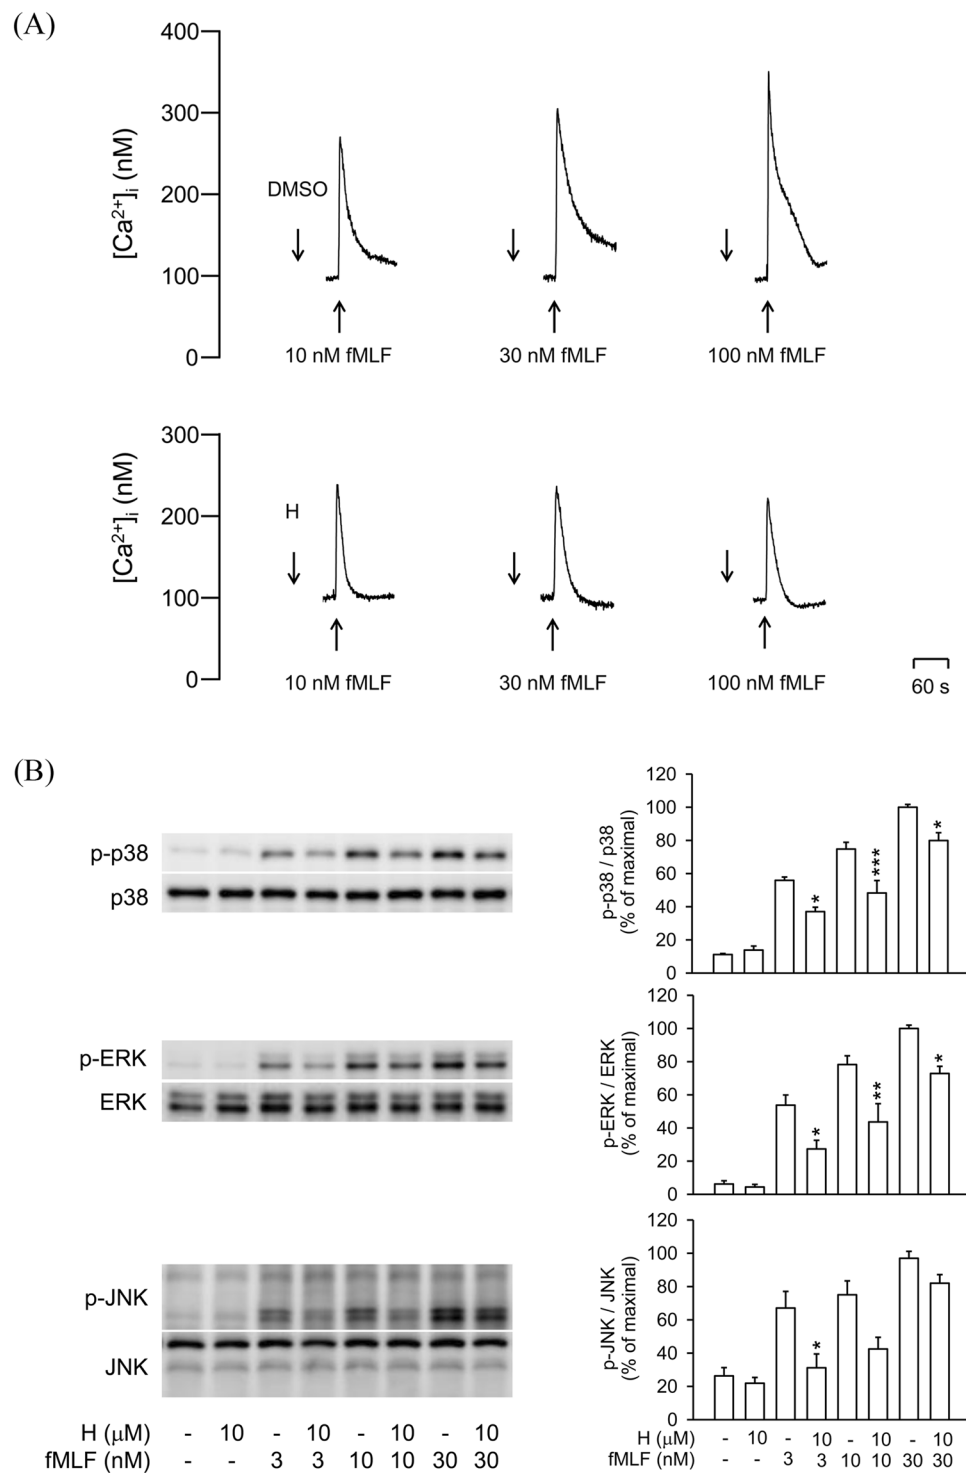 (A)
400
300
200
100
0
[Ca2+]i (nM)
DMSO
10 nM fMLF
30 nM fMLF
100 nM fMLF
300
200
100
0
[Ca2+]i (nM)
H
10 nM fMLF
30 nM fMLF
100 nM fMLF
60 s
(B)
p-p38
p38
p-ERK
ERK
p-JNK
JNK
H (μM) - 10 - 10 - 10 - 10
fMLF (nM) - - 3 3 10 10 30 30
p-p38 / p38
(% of maximal)
120
100
80
60
40
20
0
* *** *
p-ERK / ERK
(% of maximal)
120
100
80
60
40
20
0
* ** *
p-JNK / JNK
(% of maximal)
120
100
80
60
40
20
0
*
H (μM) - 10 - 10 - 10 - 10
fMLF (nM) - - 3 3 10 10 30 30